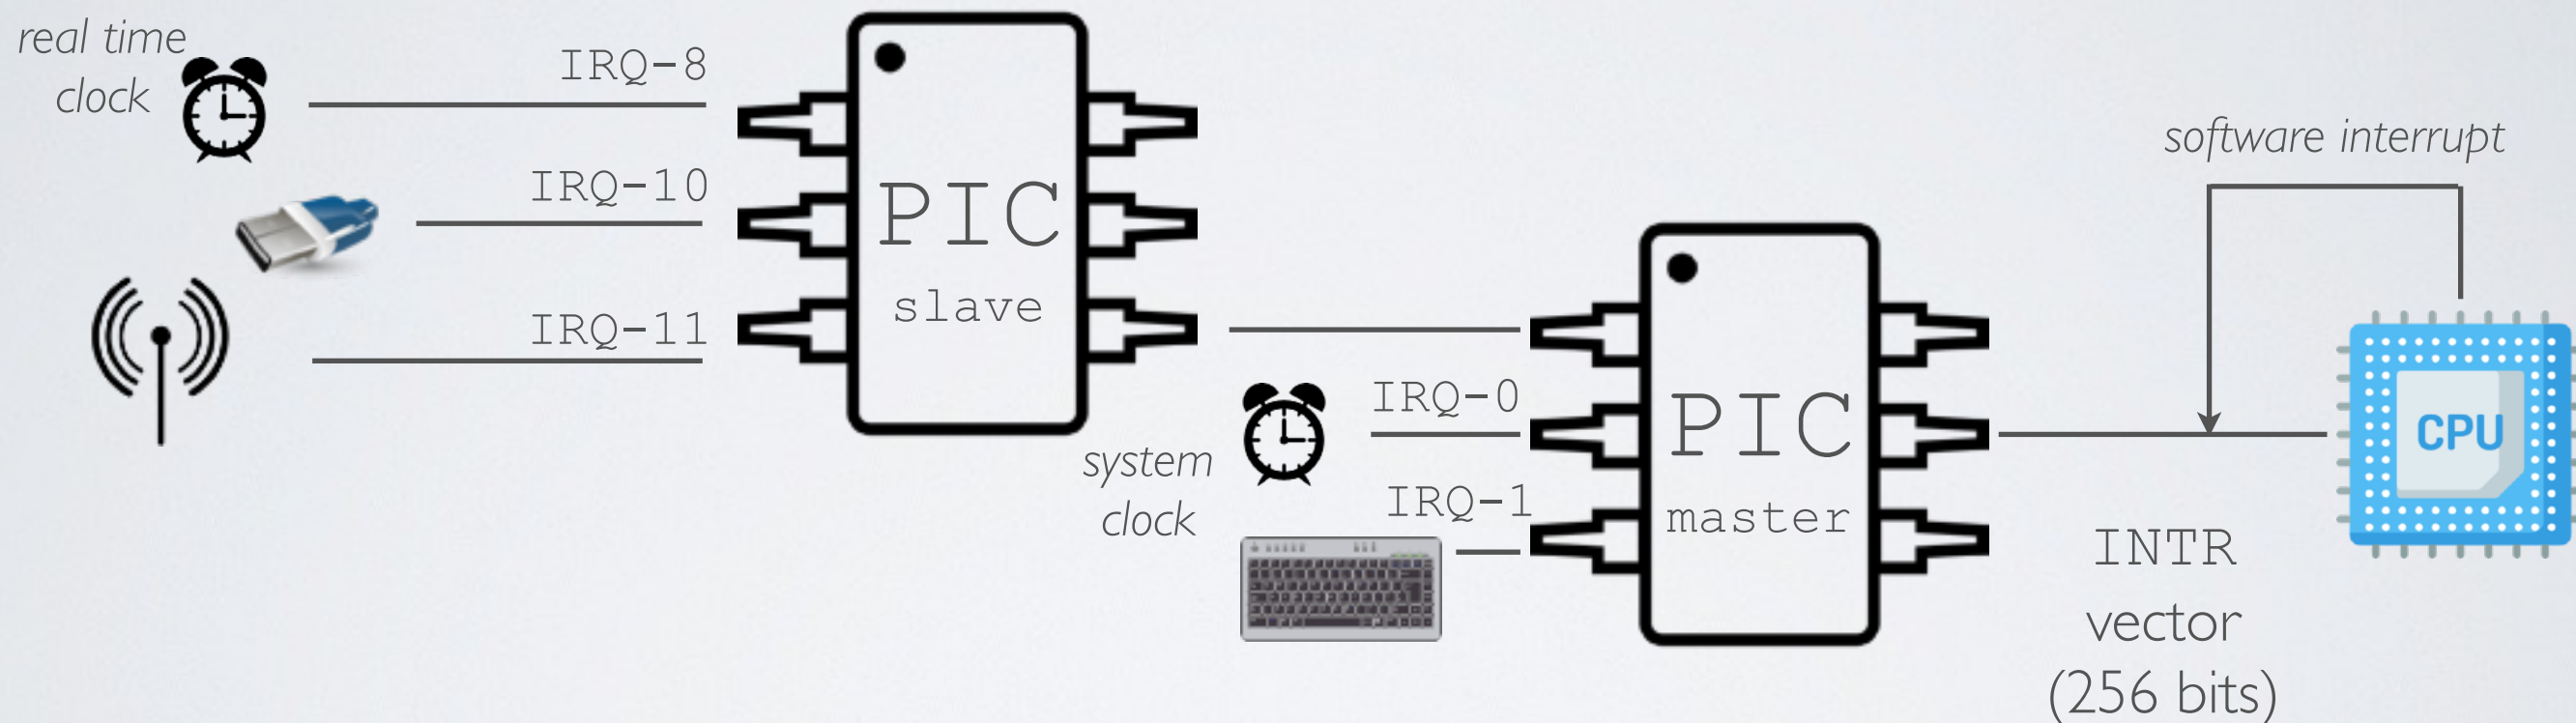 real time
clock
IRQ-8
IRQ-10
IRQ-11
PIC
slave
system
clock
IRQ-0
IRQ-1
PIC
master
software interrupt
CPU
INTR
vector
(256 bits)